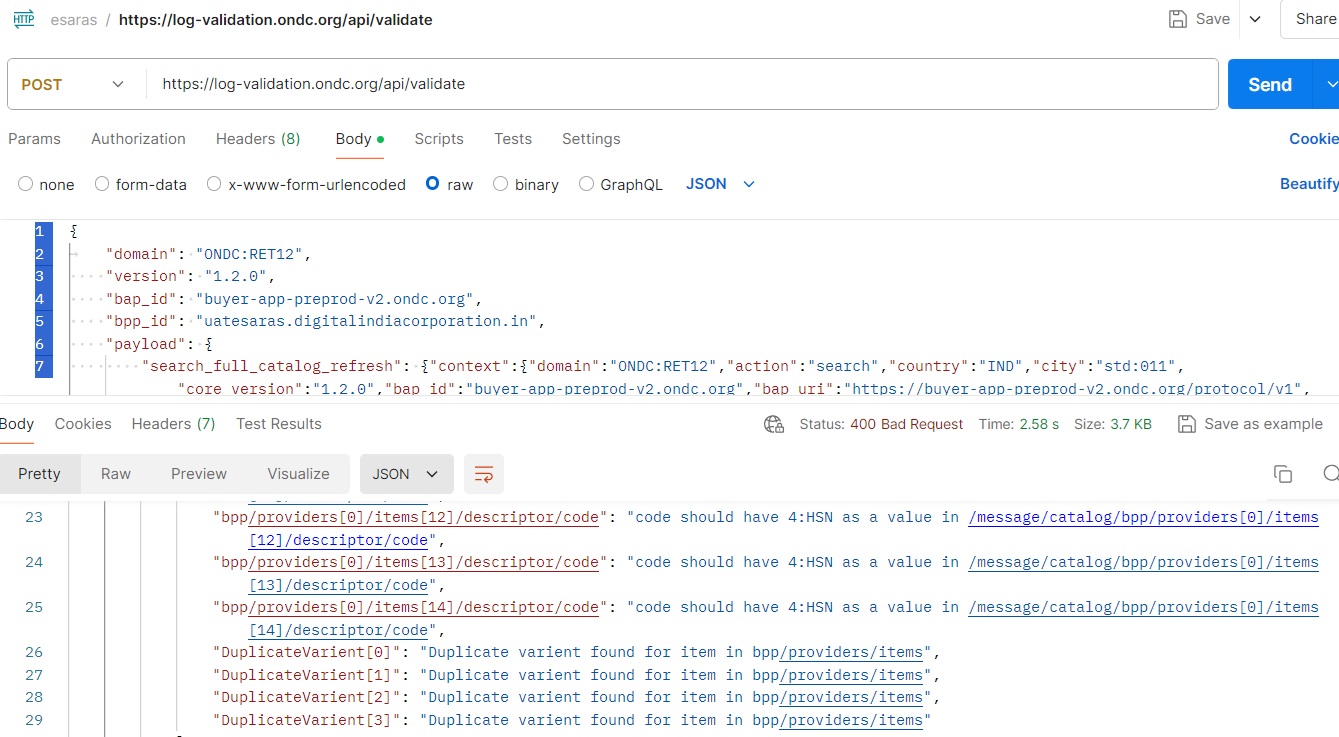 HTTP esaras / https://log-validation.ondc.org/api/validate Save Share
POST https://log-validation.ondc.org/api/validate Send
Params Authorization Headers (8) Body Scripts Tests Settings Cookie
none form-data x-www-form-urlencoded raw binary GraphQL JSON Beautify
1 {
2 "domain": "ONDC:RET12",
3 "version": "1.2.0",
4 "bap_id": "buyer-app-preprod-v2.ondc.org",
5 "bpp_id": "uatesaras.digitalindiacorporation.in",
6 "payload": {
7 "search_full_catalog_refresh": {"context":{"domain":"ONDC:RET12","action":"search","country":"IND","city":"std:011",
"core_version":"1.2.0","bap_id":"buyer-app-preprod-v2.ondc.org","bap_uri":"https://buyer-app-preprod-v2.ondc.org/protocol/v1",
Body Cookies Headers (7) Test Results Status: 400 Bad Request Time: 2.58 s Size: 3.7 KB Save as example
Pretty Raw Preview Visualize JSON
23 "bpp/providers[0]/items[12]/descriptor/code": "code should have 4:HSN as a value in /message/catalog/bpp/providers[0]/items
[12]/descriptor/code",
24 "bpp/providers[0]/items[13]/descriptor/code": "code should have 4:HSN as a value in /message/catalog/bpp/providers[0]/items
[13]/descriptor/code",
25 "bpp/providers[0]/items[14]/descriptor/code": "code should have 4:HSN as a value in /message/catalog/bpp/providers[0]/items
[14]/descriptor/code",
26 "DuplicateVarient[0]": "Duplicate varient found for item in bpp/providers/items",
27 "DuplicateVarient[1]": "Duplicate varient found for item in bpp/providers/items",
28 "DuplicateVarient[2]": "Duplicate varient found for item in bpp/providers/items",
29 "DuplicateVarient[3]": "Duplicate varient found for item in bpp/providers/items"